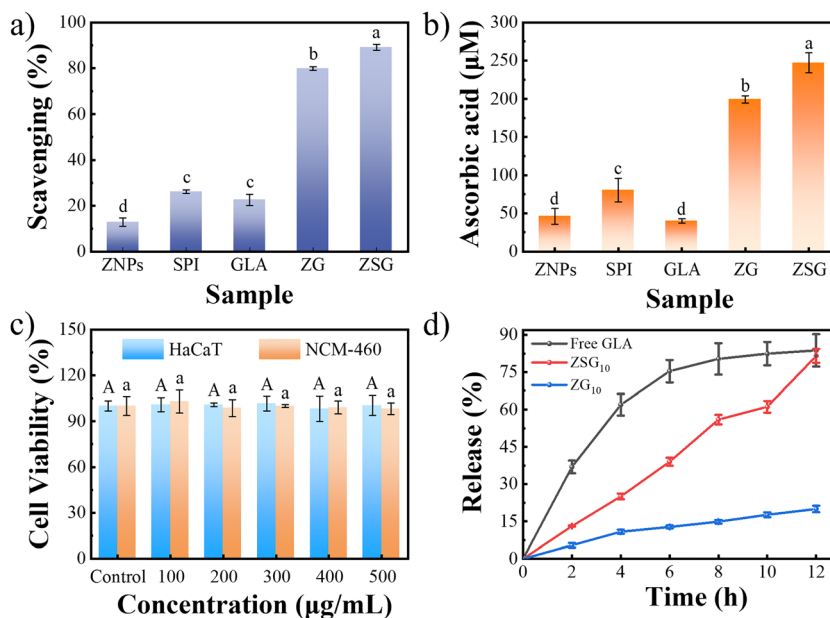 a)
Scavenging (%)
100
80
60
40
20
0
d
c
c
b
a
ZNPs SPI GLA ZG ZSG
Sample
b)
Ascorbic acid (μM)
300
250
200
150
100
50
0
d
c
d
b
a
ZNPs SPI GLA ZG ZSG
Sample
c)
Cell Viability (%)
150
120
90
60
30
0
HaCaT NCM-460
A a A a A a A a A a A a
Control 100 200 300 400 500
Concentration (μg/mL)
d)
Release (%)
90
75
60
45
30
15
0
Free GLA
ZSG10
ZG10
0 2 4 6 8 10 12
Time (h)